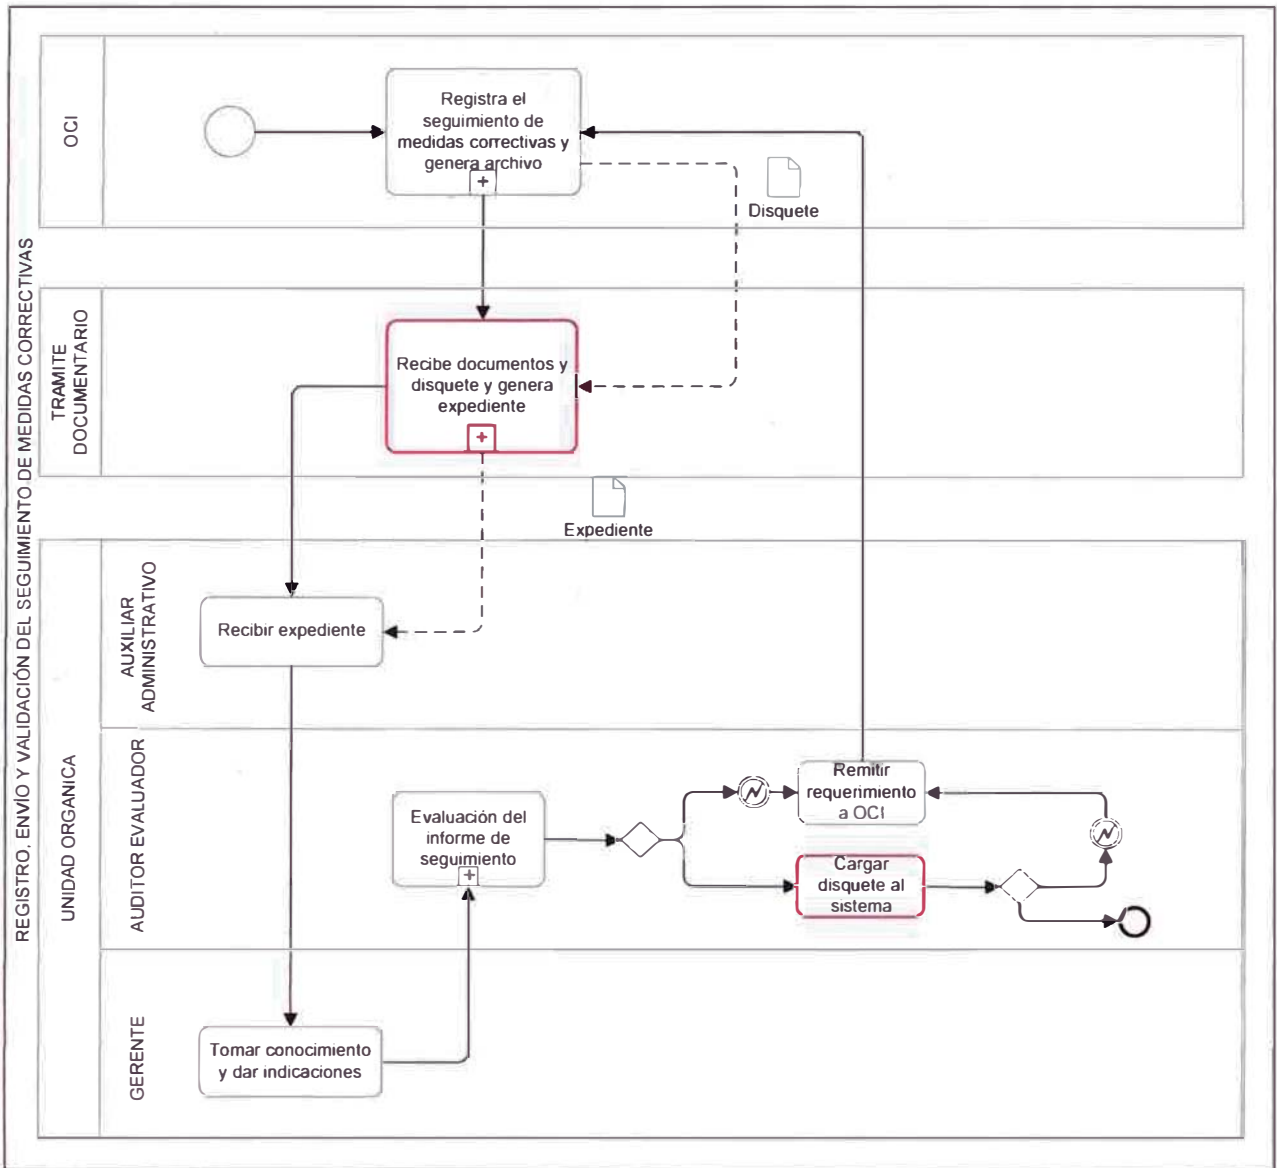 REGISTRO, ENVÍO Y VALIDACIÓN DEL SEGUIMIENTO DE MEDIDAS CORRECTIVAS
OCI
Registra el
seguimiento de
medidas correctivas y
genera archivo
Disquete
TRAMITE
DOCUMENTARIO
Recibe documentos y
disquete y genera
expediente
Expediente
UNIDAD ORGANICA
AUXILIAR
ADMINISTRATIVO
Recibir expediente
AUDITOR EVALUADOR
Evaluación del
informe de
seguimiento
Remitir
requerimiento
a OCI
Cargar
disquete al
sistema
GERENTE
Tomar conocimiento
y dar indicaciones